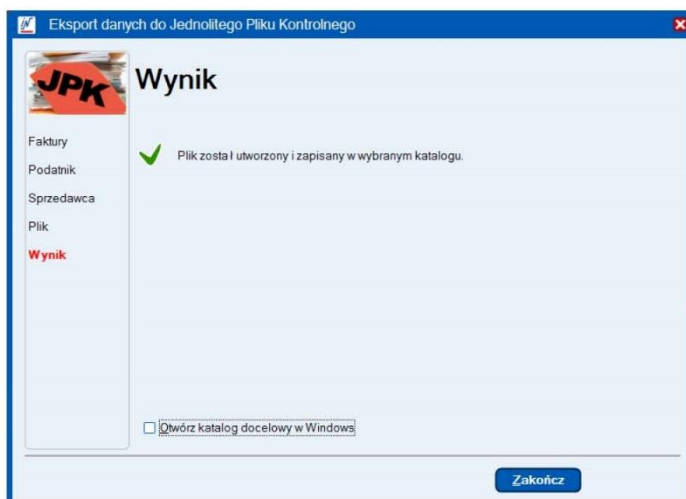 Eksport danych do Jednolitego Pliku Kontrolnego
JPK
Wynik
Faktury
Podatnik
Sprzedawca
Plik
Wynik
Plik został utworzony i zapisany w wybranym katalogu.
Otwórz katalog docelowy w Windows
Zakończ